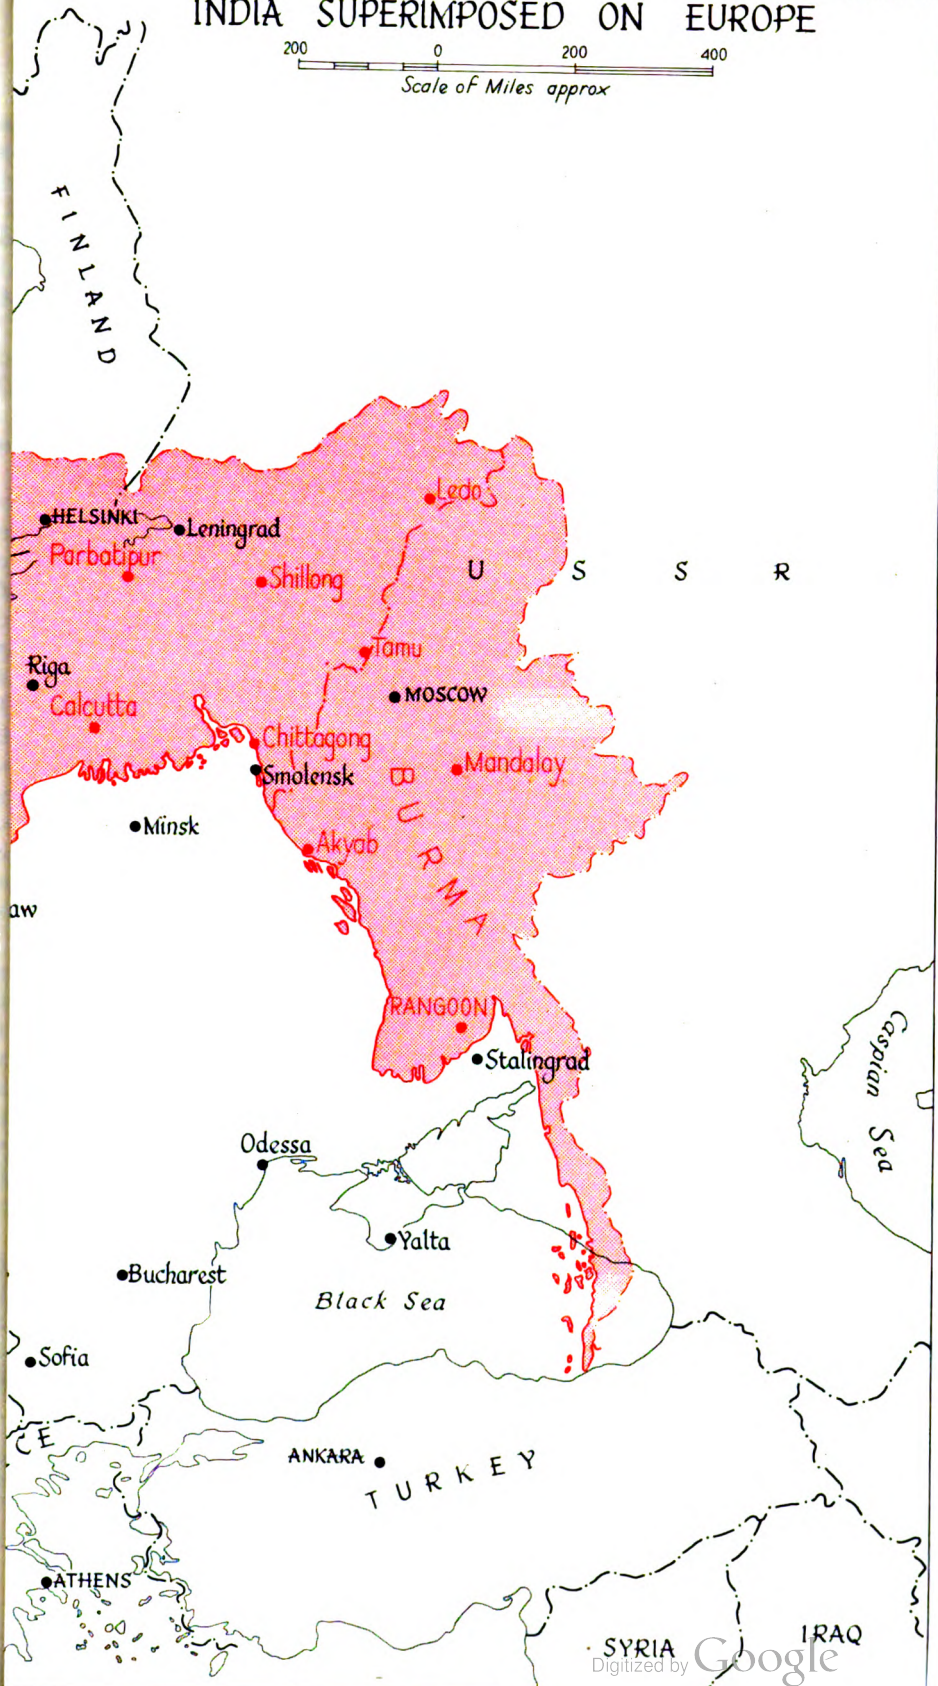 INDIA SUPERIMPOSED ON EUROPE
200 0 200 400
Scale of Miles approx
FINLAND
Ledo
HELSINKI
Leningrad
Parbatipur
Shillong
U S S R
Tamu
Riga
MOSCOW
Calcutta
Chittagong
Mandalay
Smolensk
BURMA
Minsk
Akyab
aw
RANGOON
Stalingrad
Caspian Sea
Odessa
Yalta
Bucharest
Black Sea
Sofia
CE
ANKARA
TURKEY
ATHENS
SYRIA
IRAQ
Digitized by Google